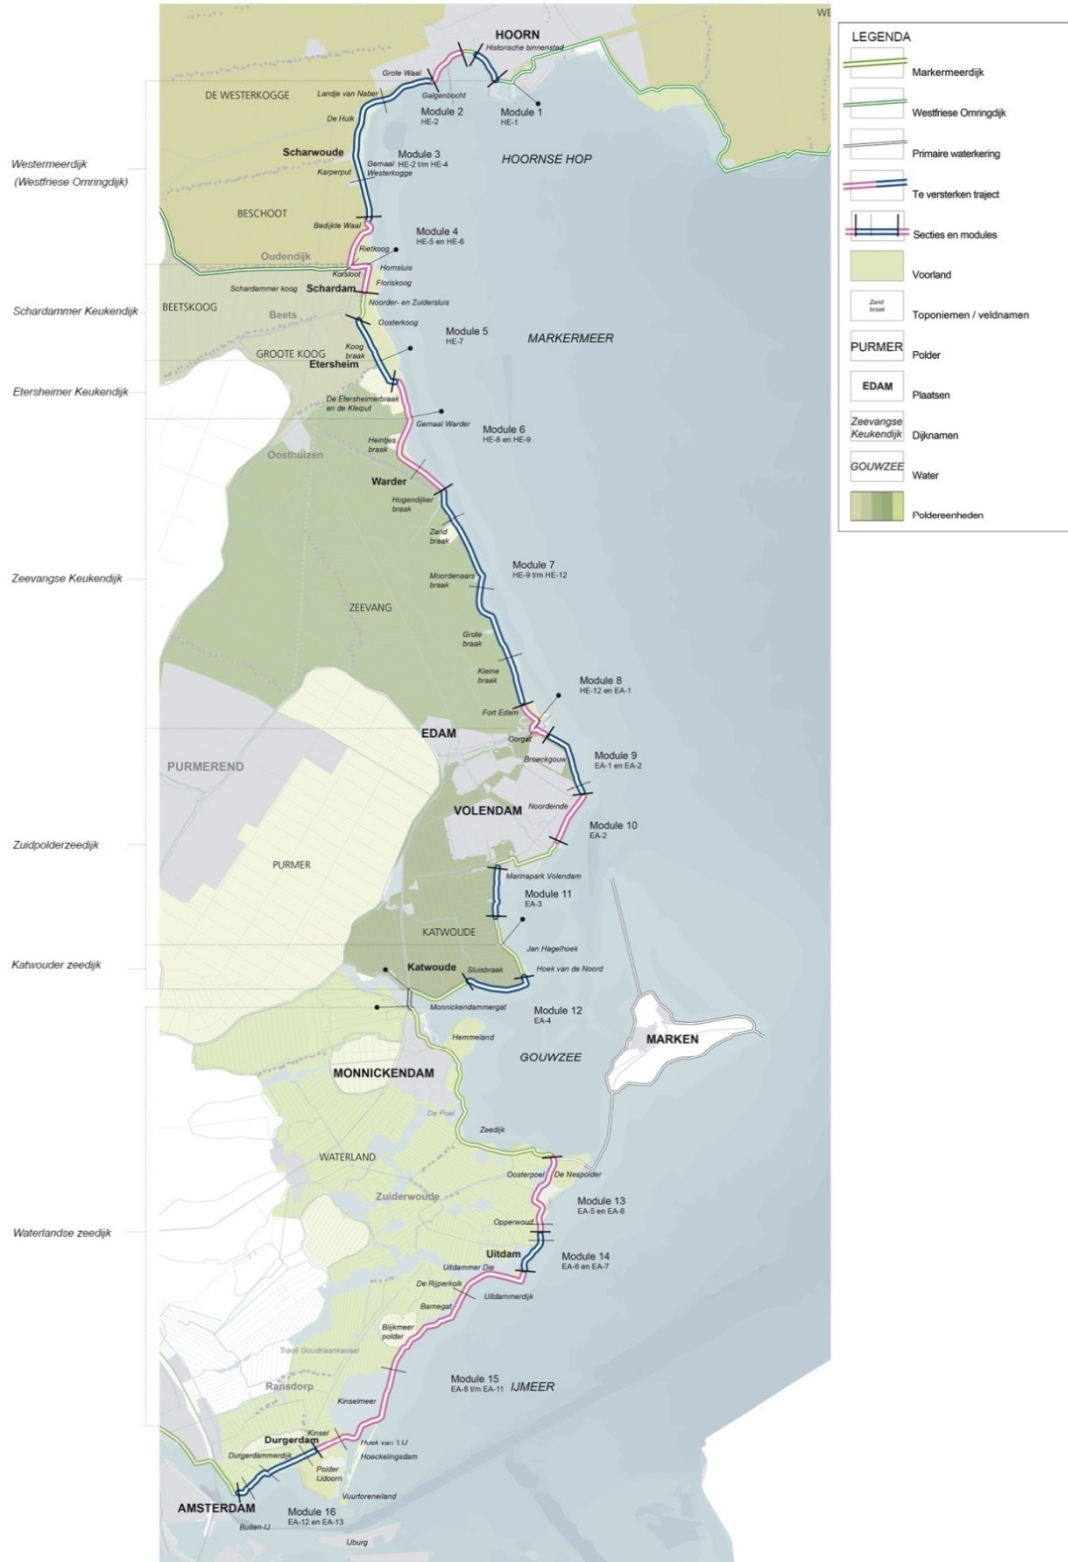 HOORN
Historische binnenstad
WE
Grote Waal
Galgenbocht
Landje van Naber
DE WESTERKOGGE
De Hulk
Module 2
HE-2
Module 1
HE-1
HOORNSE HOP
Scharwoude
Module 3
HE-2 t/m HE-4
Gemaal
Westerkogge
Karperput
Westermeerdijk
(Westfriese Omringdijk)
BESCHOOT
Bedijkte Waal
Module 4
HE-5 en HE-6
Rietkoog
Oudendijk
Korsloot
Hornsluis
Floriskoog
Schardammer koog
Schardam
Noorder- en Zuidersluis
BEETSKOOG
Schardammer Keukendijk
Beets
Oosterkoog
Module 5
HE-7
MARKERMEER
GROOTE KOOG
Koog
braak
Etersheim
Etersheimer Keukendijk
De Etersheimerbraak
en de Kleiput
Gemaal Warder
Module 6
HE-8 en HE-9
Heintjes
braak
Oosthuizen
Warder
Hogendijker
braak
Zand
braak
Module 7
HE-9 t/m HE-12
Zeevangse Keukendijk
Moordenaars
braak
ZEEVANG
Grote
braak
Kleine
braak
Module 8
HE-12 en EA-1
Fort Edam
EDAM
Oorgat
Broeckgouw
Module 9
EA-1 en EA-2
PURMEREND
VOLENDAM
Noordeinde
Module 10
EA-2
Zuidpolderzeedijk
PURMER
Marinapark Volendam
Module 11
EA-3
KATWOUDE
Jan Hagelhoek
Katwouder zeedijk
Katwoude
Sluisbraak
Hoek van de Noord
Monnickendammergat
Module 12
EA-4
Hemmeland
GOUWZEE
MARKEN
MONNICKENDAM
De Poel
Zeedijk
WATERLAND
Oosterpoel
De Nespolder
Zuiderwoude
Module 13
EA-5 en EA-6
Opperwoud
Waterlandse zeedijk
Uitdam
Module 14
EA-6 en EA-7
Uitdammer Die
De Rijperkolk
Uitdammerdijk
Barnegat
Blijkmeer
polder
Tracé Goudriaankanaal
Module 15
EA-8 t/m EA-11
IJMEER
Ransdorp
Kinselmeer
Kinsel
Durgerdam
Hoek van 't IJ
Hoeckelingsdam
Durgerdammerdijk
Polder
IJdoorn
Vuurtoreneiland
AMSTERDAM
Module 16
EA-12 en EA-13
Buiten-IJ
IJburg
LEGENDA
Markermeerdijk
Westfriese Omringdijk
Primaire waterkering
Te versterken traject
Secties en modules
Voorland
Zand
braak
Toponiemen / veldnamen
PURMER
Polder
EDAM
Plaatsen
Zeevangse
Keukendijk
Dijknamen
GOUWZEE
Water
Poldereenheden